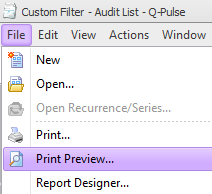 Custom Filter - Audit List - Q-Pulse
File Edit View Actions Window
New
Open...
Open Recurrence/Series...
Print...
Print Preview...
Report Designer...